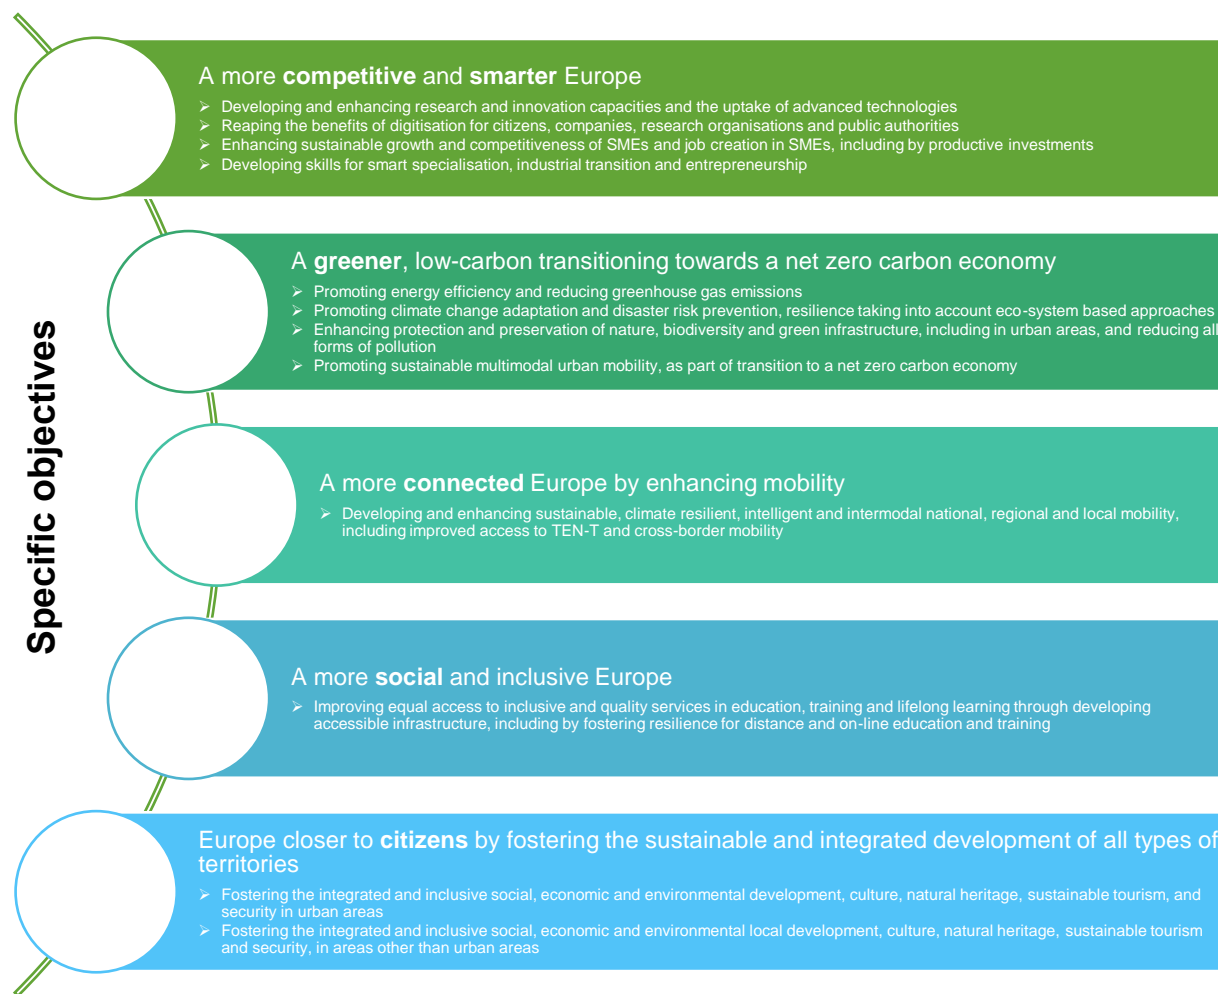 Specific objectives
A more competitive and smarter Europe
➢ Developing and enhancing research and innovation capacities and the uptake of advanced technologies
➢ Reaping the benefits of digitisation for citizens, companies, research organisations and public authorities
➢ Enhancing sustainable growth and competitiveness of SMEs and job creation in SMEs, including by productive investments
➢ Developing skills for smart specialisation, industrial transition and entrepreneurship
A greener, low-carbon transitioning towards a net zero carbon economy
➢ Promoting energy efficiency and reducing greenhouse gas emissions
➢ Promoting climate change adaptation and disaster risk prevention, resilience taking into account eco-system based approaches
➢ Enhancing protection and preservation of nature, biodiversity and green infrastructure, including in urban areas, and reducing all
forms of pollution
➢ Promoting sustainable multimodal urban mobility, as part of transition to a net zero carbon economy
A more connected Europe by enhancing mobility
➢ Developing and enhancing sustainable, climate resilient, intelligent and intermodal national, regional and local mobility,
including improved access to TEN-T and cross-border mobility
A more social and inclusive Europe
➢ Improving equal access to inclusive and quality services in education, training and lifelong learning through developing
accessible infrastructure, including by fostering resilience for distance and on-line education and training
Europe closer to citizens by fostering the sustainable and integrated development of all types of
territories
➢ Fostering the integrated and inclusive social, economic and environmental development, culture, natural heritage, sustainable tourism, and
security in urban areas
➢ Fostering the integrated and inclusive social, economic and environmental local development, culture, natural heritage, sustainable tourism
and security, in areas other than urban areas